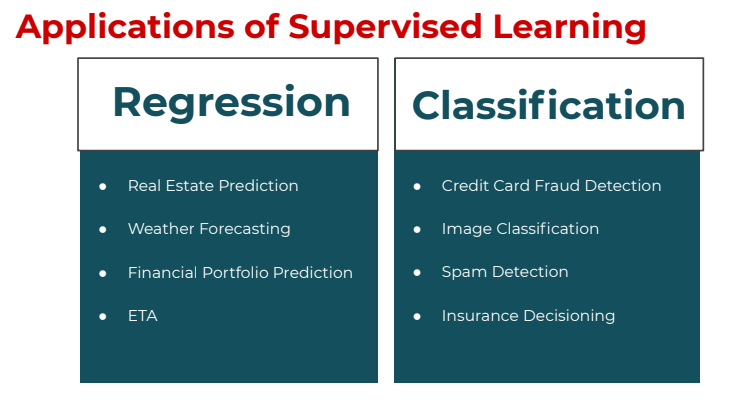 Applications of Supervised Learning
Regression
● Real Estate Prediction
● Weather Forecasting
● Financial Portfolio Prediction
● ETA
Classification
● Credit Card Fraud Detection
● Image Classification
● Spam Detection
● Insurance Decisioning